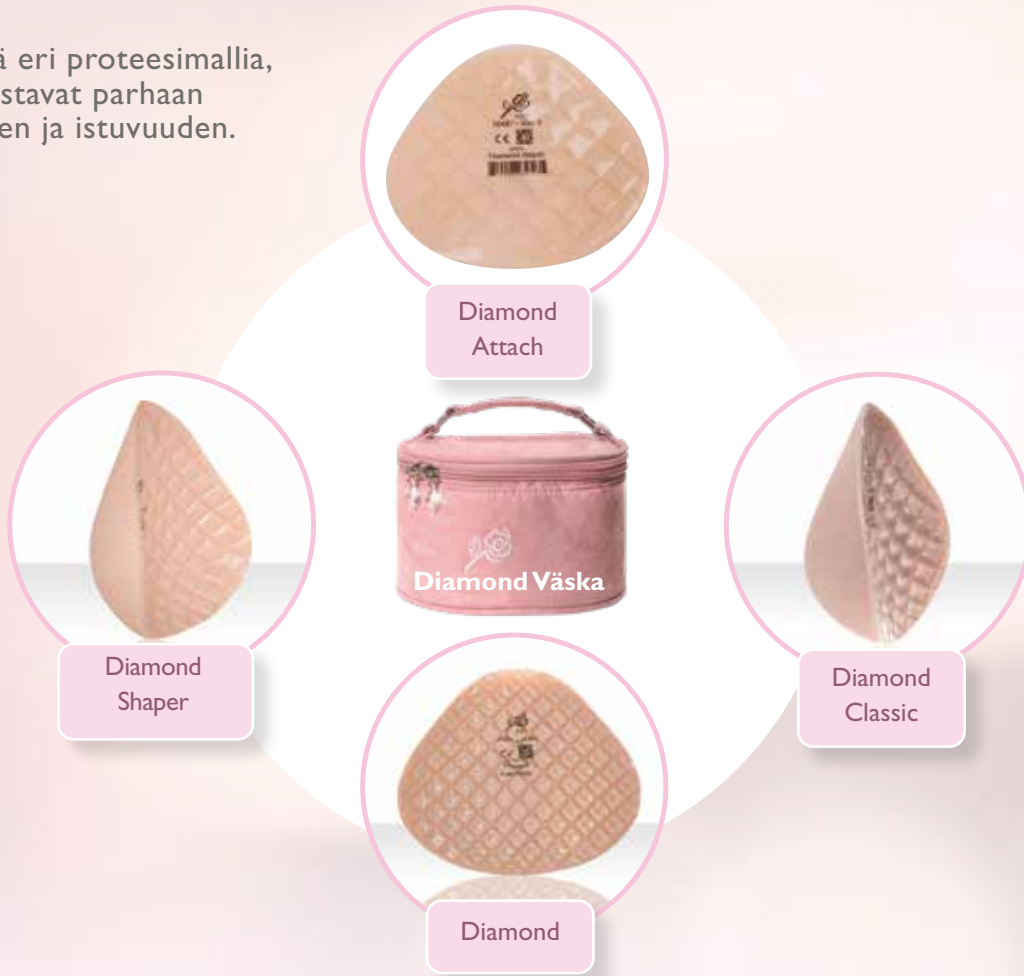 ä eri proteesimallia,
stavat parhaan
en ja istuvuuden.
Diamond
Attach
Diamond Väska
Diamond
Shaper
Diamond
Classic
Diamond